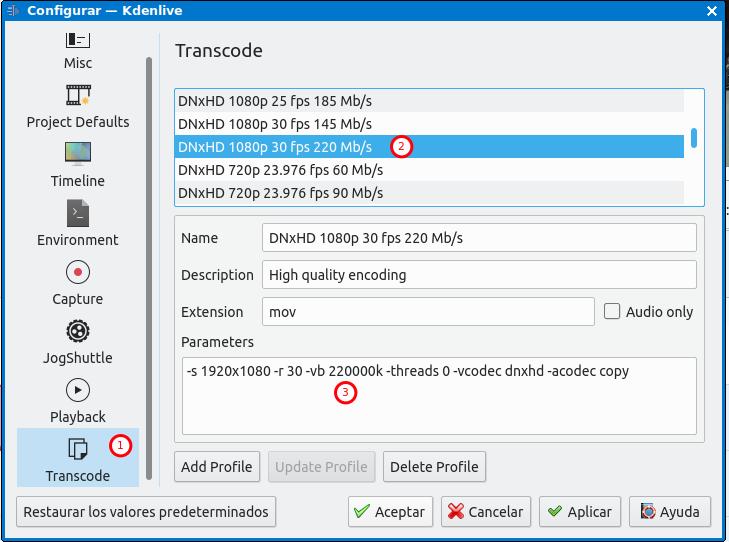 Configurar — Kdenlive
Misc
Project Defaults
Timeline
Environment
Capture
JogShuttle
Playback
Transcode
1
Transcode
DNxHD 1080p 25 fps 185 Mb/s
DNxHD 1080p 30 fps 145 Mb/s
DNxHD 1080p 30 fps 220 Mb/s 2
DNxHD 720p 23.976 fps 60 Mb/s
DNxHD 720p 23.976 fps 90 Mb/s
Name DNxHD 1080p 30 fps 220 Mb/s
Description High quality encoding
Extension mov Audio only
Parameters
-s 1920x1080 -r 30 -vb 220000k -threads 0 -vcodec dnxhd -acodec copy
3
Add Profile Update Profile Delete Profile
Restaurar los valores predeterminados Aceptar Cancelar Aplicar Ayuda